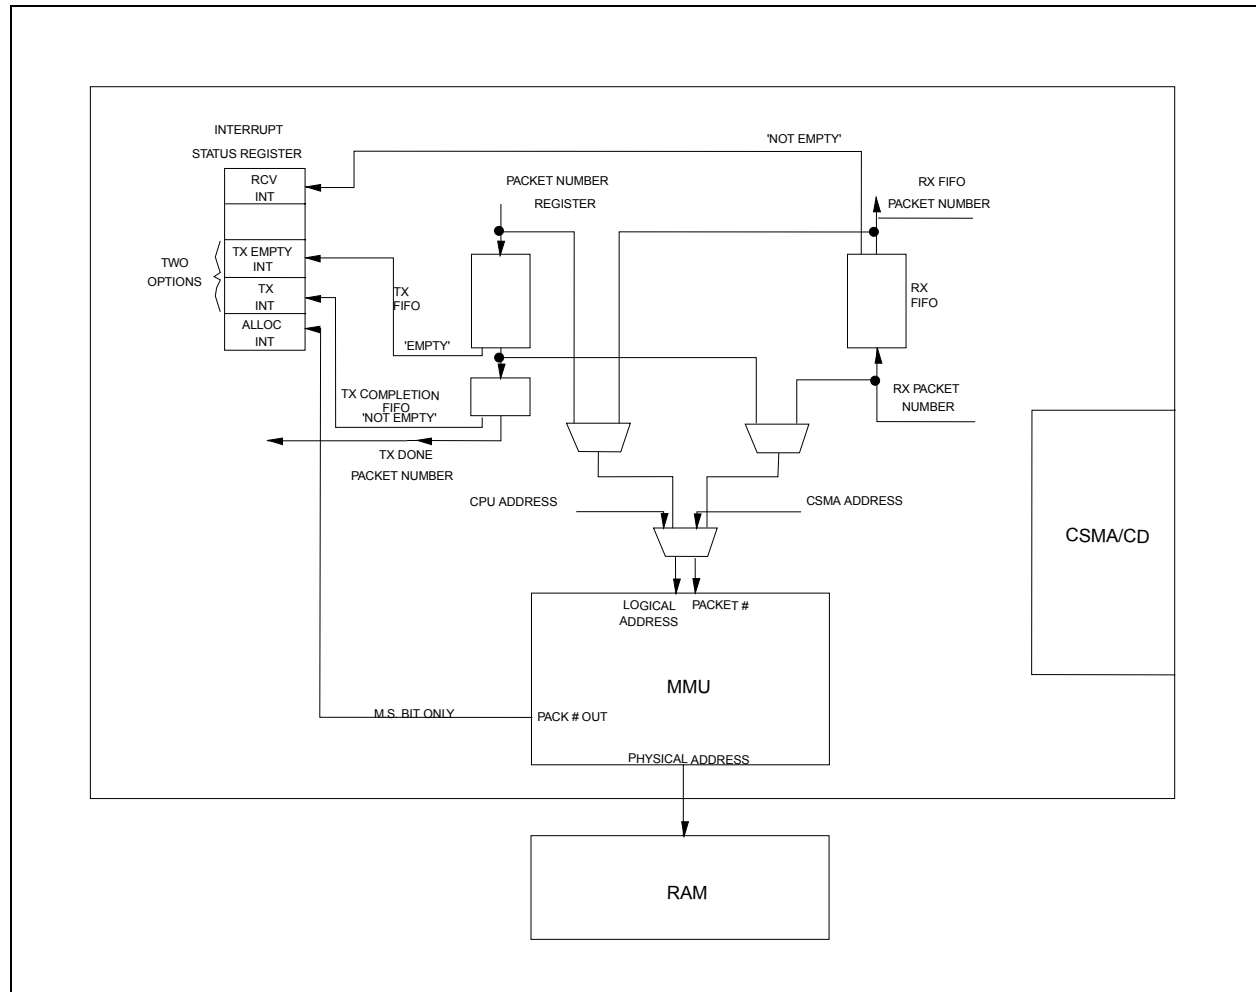 INTERRUPT
STATUS REGISTER
RCV
INT
TX EMPTY
INT
TX
INT
ALLOC
INT
TWO
OPTIONS
'NOT EMPTY'
PACKET NUMBER
REGISTER
RX FIFO
PACKET NUMBER
TX
FIFO
RX
FIFO
'EMPTY'
TX COMPLETION
FIFO
'NOT EMPTY'
TX DONE
PACKET NUMBER
RX PACKET
NUMBER
CPU ADDRESS
CSMA ADDRESS
CSMA/CD
LOGICAL
ADDRESS
PACKET #
MMU
M.S. BIT ONLY
PACK # OUT
PHYSICAL ADDRESS
RAM